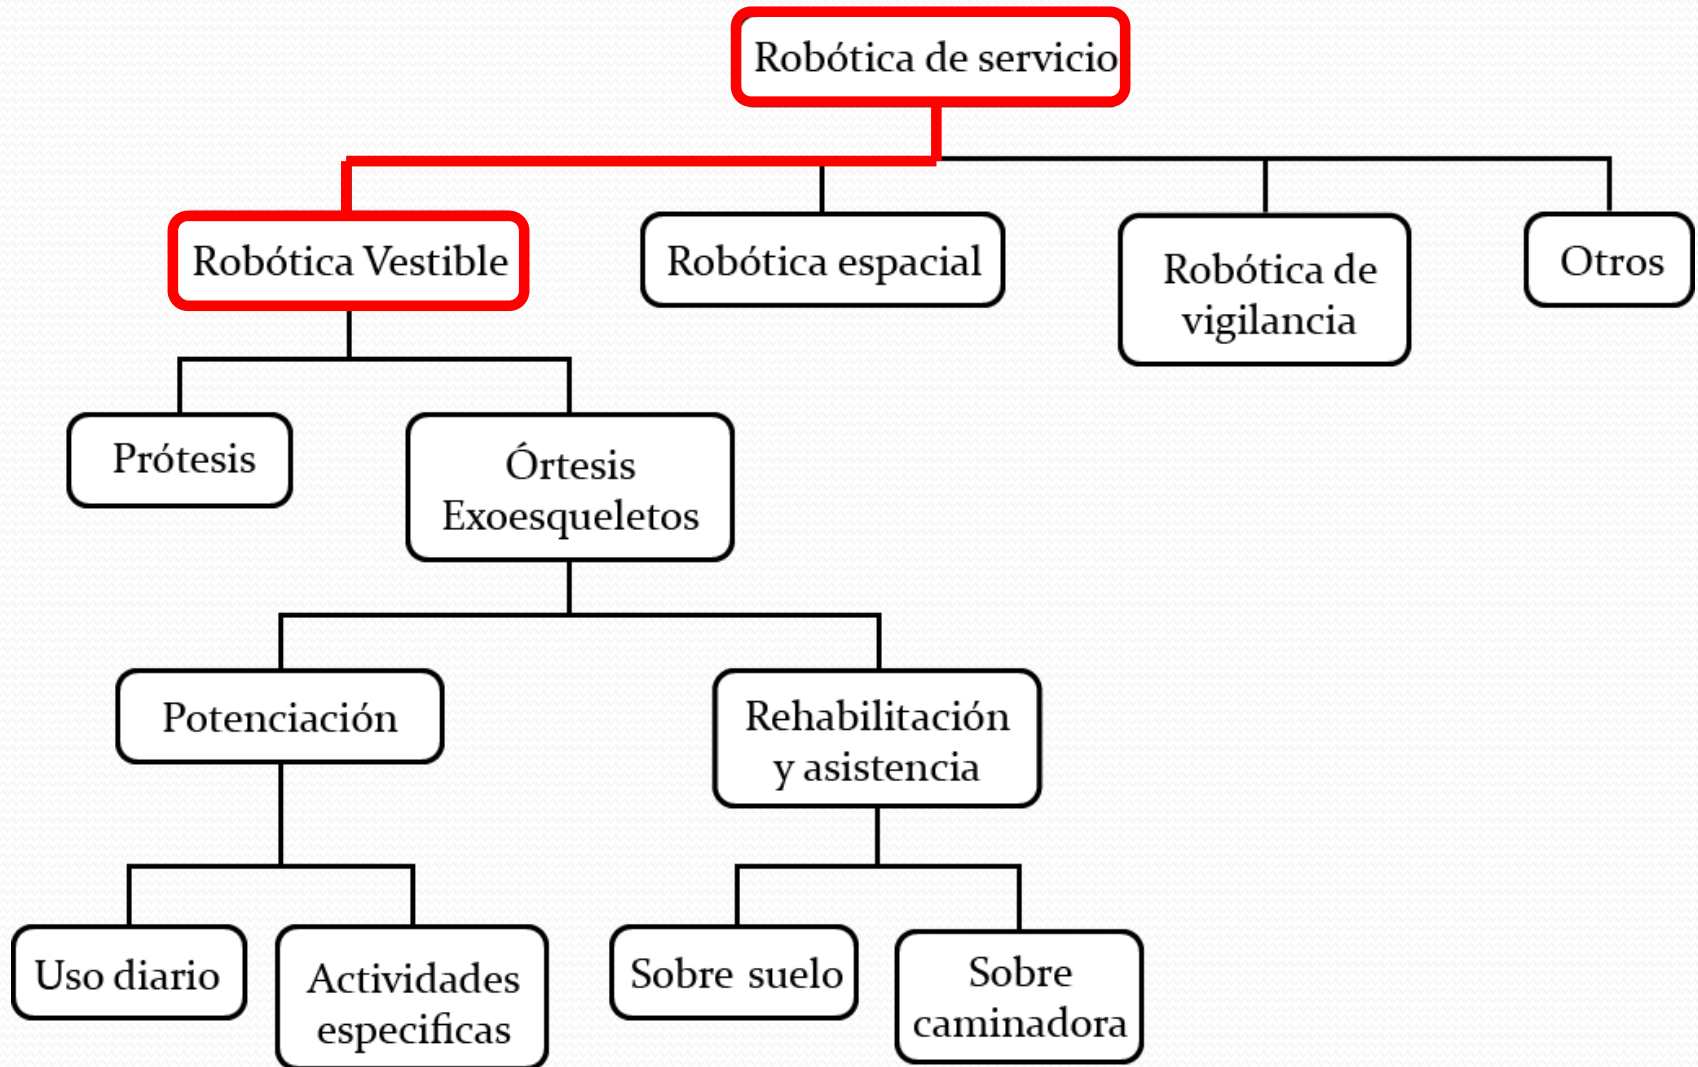 Robótica de servicio
Robótica Vestible
Robótica espacial
Robótica de
vigilancia
Otros
Prótesis
Órtesis
Exoesqueletos
Potenciación
Rehabilitación
y asistencia
Uso diario
Actividades
especificas
Sobre suelo
Sobre
caminadora